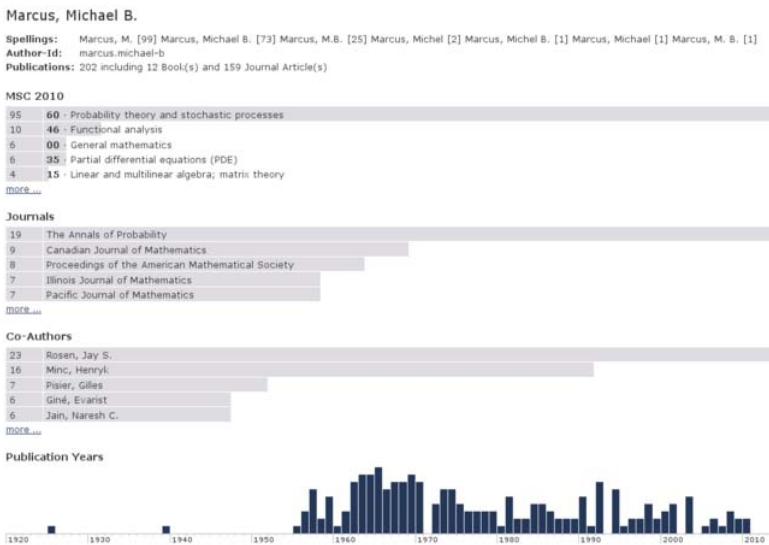 Marcus, Michael B.
Spellings: Marcus, M. [99] Marcus, Michael B. [73] Marcus, M.B. [25] Marcus, Michel [2] Marcus, Michel B. [1] Marcus, Michael [1] Marcus, M. B. [1]
Author-Id: marcus.michael-b
Publications: 202 including 12 Book(s) and 159 Journal Article(s)
MSC 2010
95 60 · Probability theory and stochastic processes
10 46 · Functional analysis
6 00 · General mathematics
6 35 · Partial differential equations (PDE)
4 15 · Linear and multilinear algebra; matrix theory
more ...
Journals
19 The Annals of Probability
9 Canadian Journal of Mathematics
8 Proceedings of the American Mathematical Society
7 Illinois Journal of Mathematics
7 Pacific Journal of Mathematics
more ...
Co-Authors
23 Rosen, Jay S.
16 Minc, Henryk
7 Pisier, Gilles
6 Giné, Evarist
6 Jain, Naresh C.
more ...
Publication Years
1920 1930 1940 1950 1960 1970 1980 1990 2000 2010